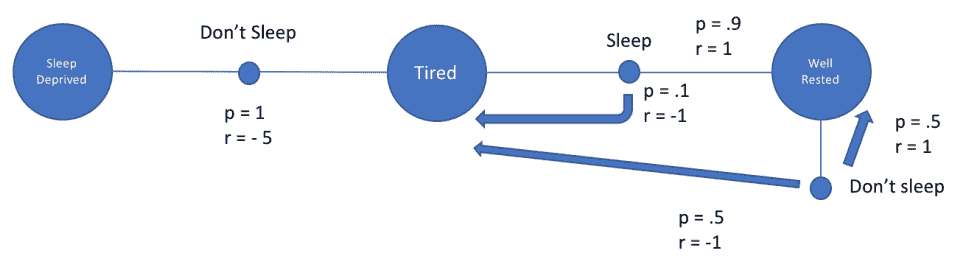 Don't Sleep
Sleep
Deprived
p = 1
r = - 5
Tired
Sleep
p = .9
r = 1
p = .1
r = -1
Well
Rested
p = .5
r = 1
Don't sleep
p = .5
r = -1